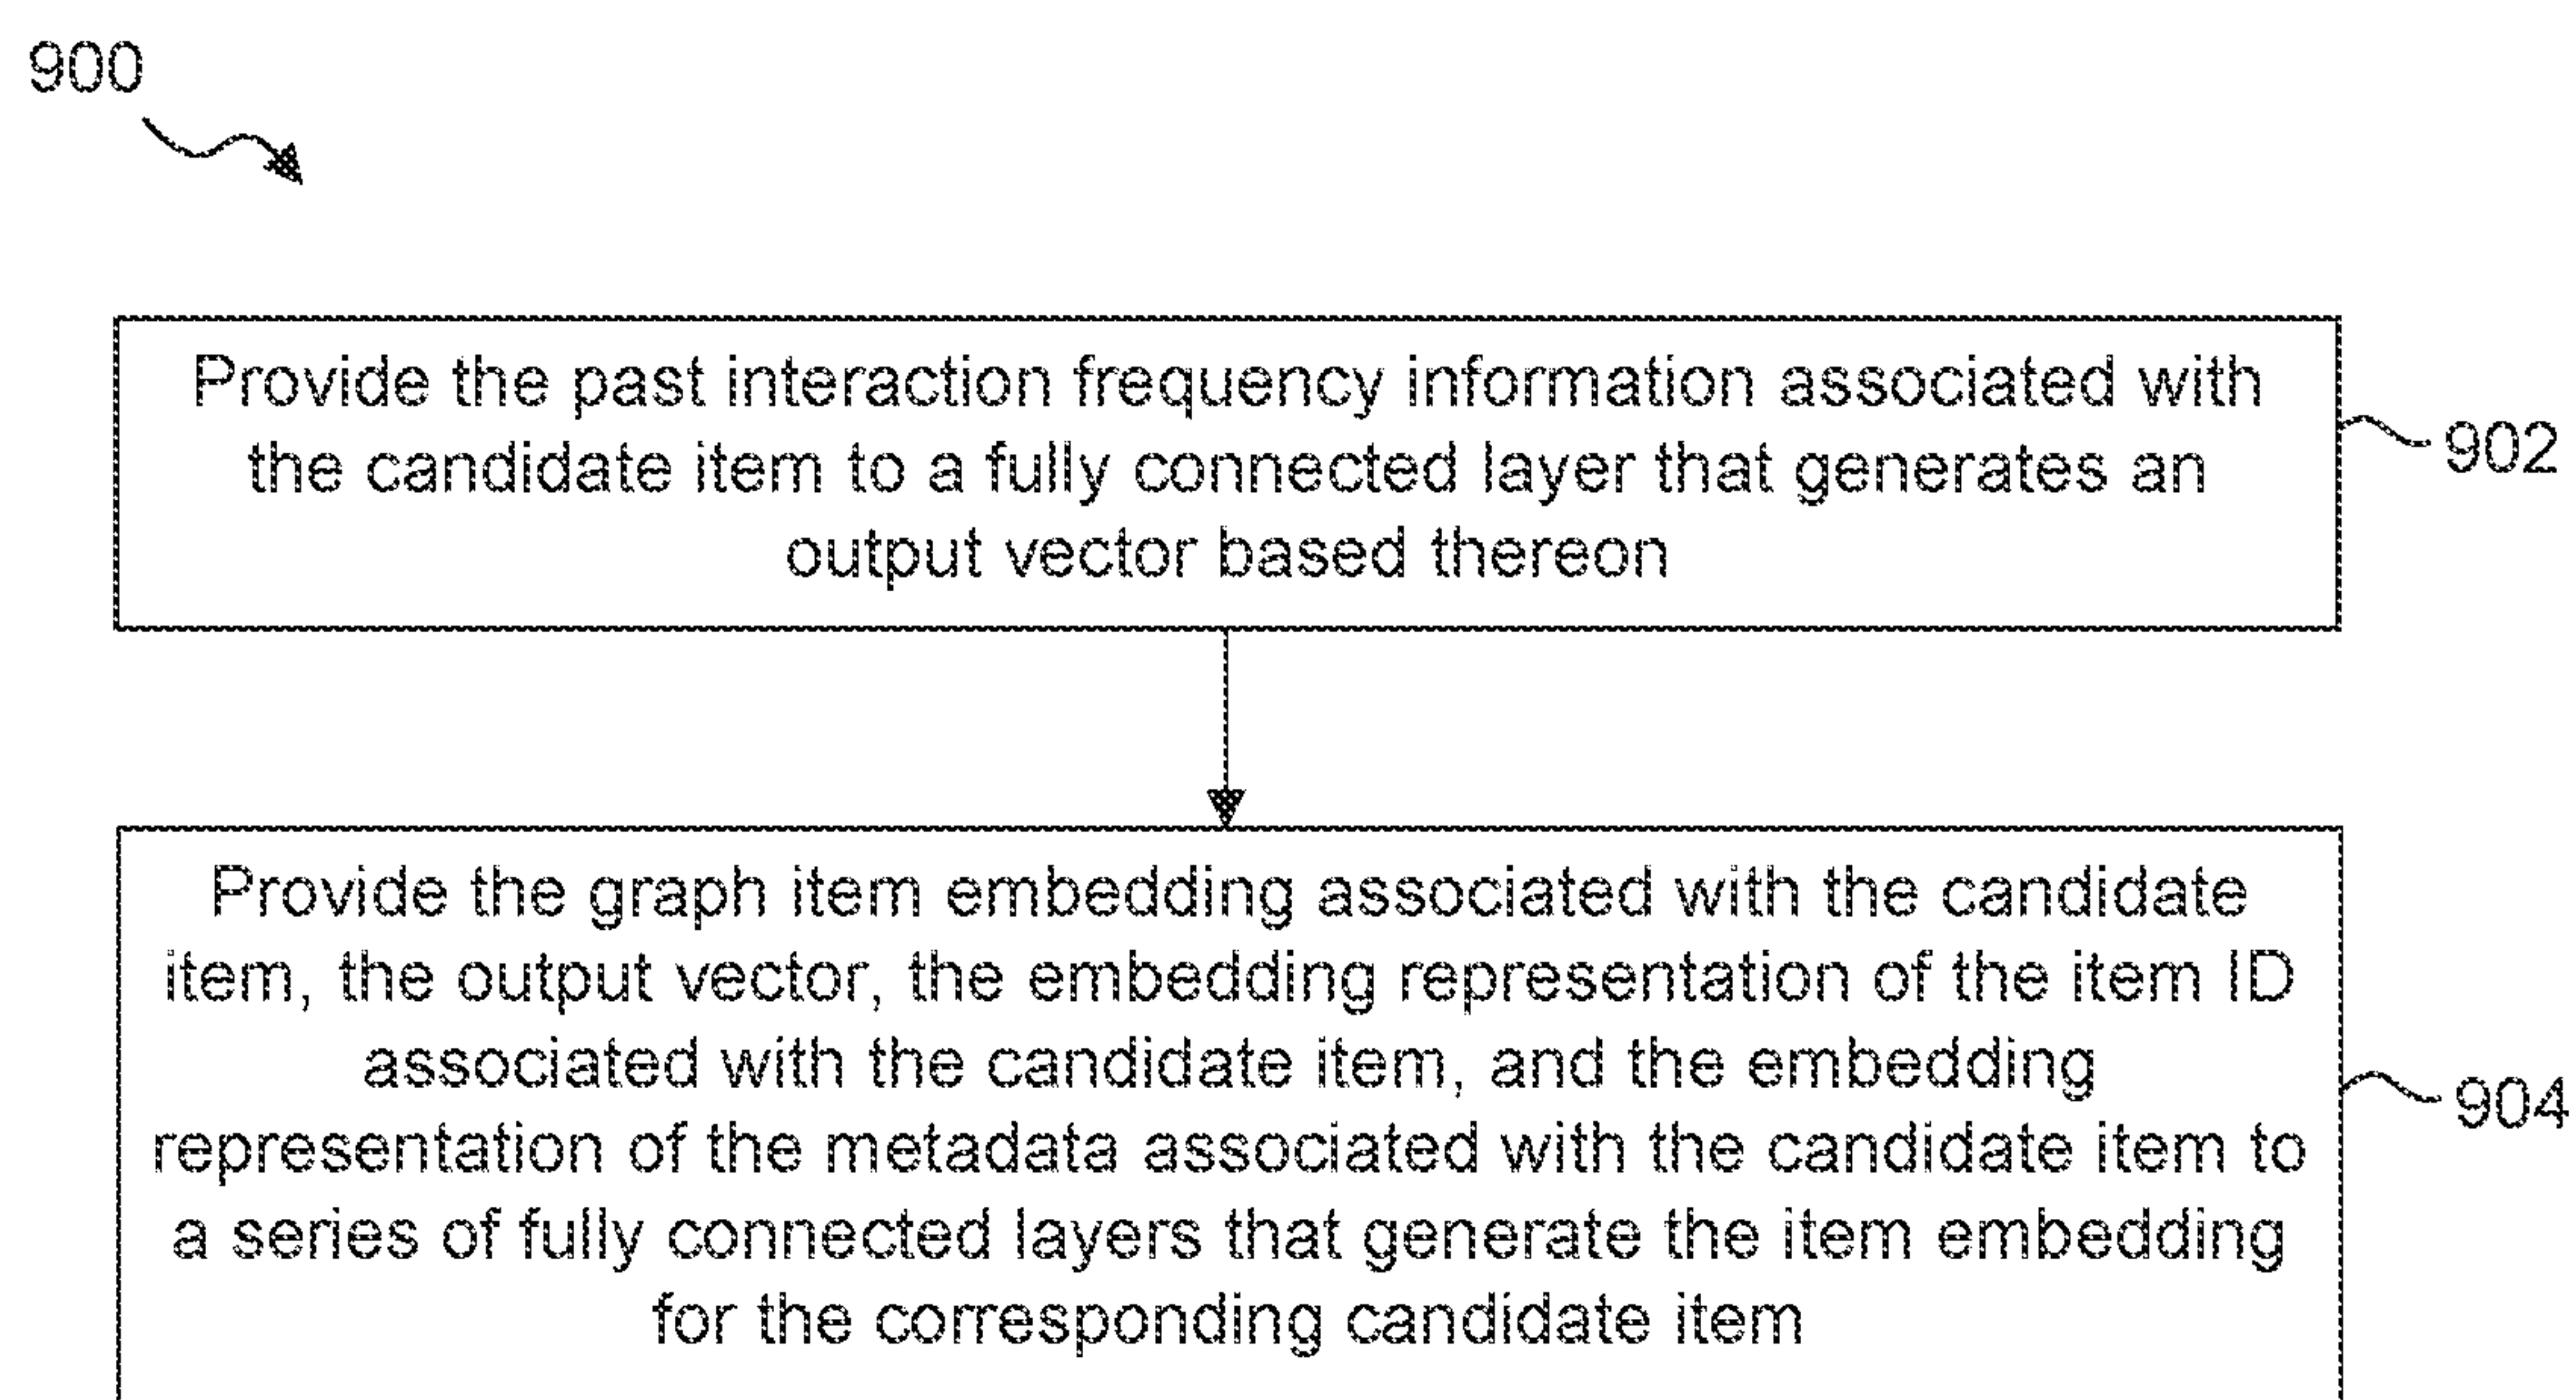 900
Provide the past interaction frequency information associated with
the candidate item to a fully connected layer that generates an
output vector based thereon
902
Provide the graph item embedding associated with the candidate
item, the output vector, the embedding representation of the item ID
associated with the candidate item, and the embedding
representation of the metadata associated with the candidate item to
a series of fully connected layers that generate the item embedding
for the corresponding candidate item
904